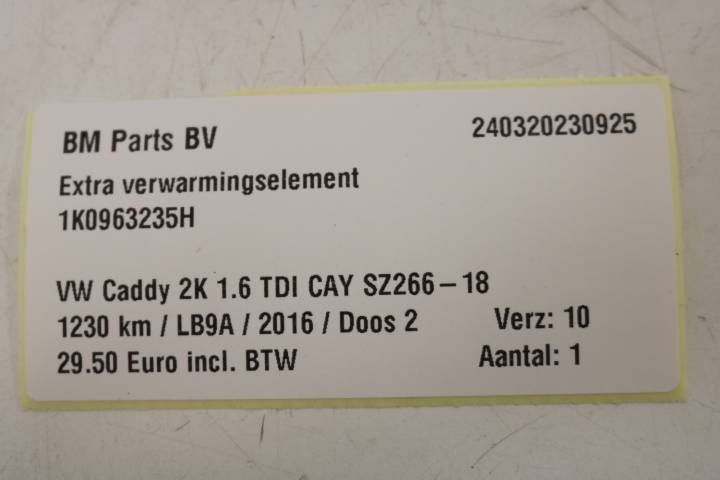 BM Parts BV 240320230925
Extra verwarmingselement
1K0963235H
VW Caddy 2K 1.6 TDI CAY SZ266-18
1230 km / LB9A / 2016 / Doos 2 Verz: 10
29.50 Euro incl. BTW Aantal: 1